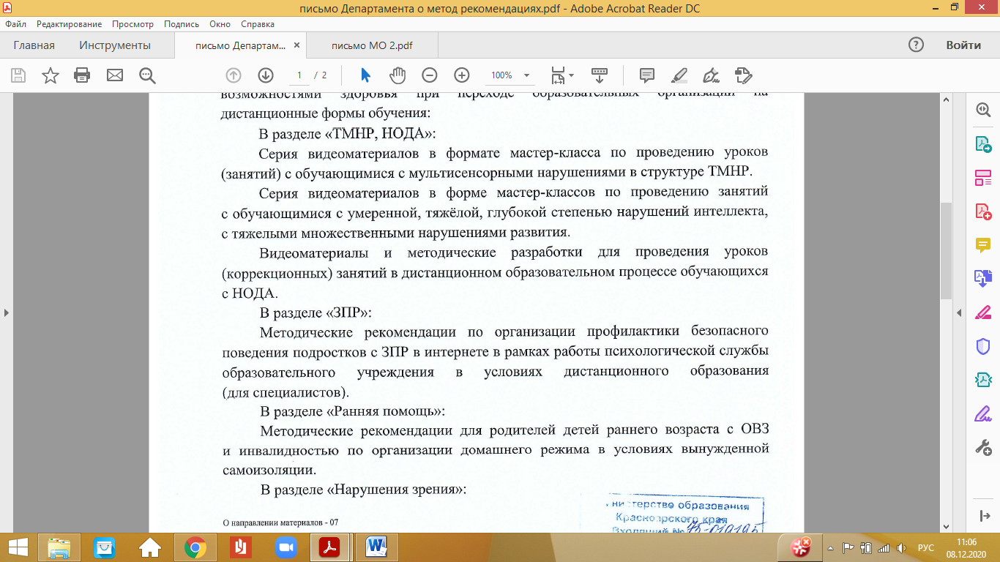 письмо Департамента о метод рекомендациях.pdf - Adobe Acrobat Reader DC
Файл Редактирование Просмотр Подпись Окно Справка
Главная Инструменты письмо Департам... × письмо МО 2.pdf Войти
1 / 2 100%
возможностями здоровья при переходе образовательных организаций на
дистанционные формы обучения:
В разделе «ТМНР, НОДА»:
Серия видеоматериалов в формате мастер-класса по проведению уроков
(занятий) с обучающимися с мультисенсорными нарушениями в структуре ТМНР.
Серия видеоматериалов в форме мастер-классов по проведению занятий
с обучающимися с умеренной, тяжёлой, глубокой степенью нарушений интеллекта,
с тяжелыми множественными нарушениями развития.
Видеоматериалы и методические разработки для проведения уроков
(коррекционных) занятий в дистанционном образовательном процессе обучающихся
с НОДА.
В разделе «ЗПР»:
Методические рекомендации по организации профилактики безопасного
поведения подростков с ЗПР в интернете в рамках работы психологической службы
образовательного учреждения в условиях дистанционного образования
(для специалистов).
В разделе «Ранняя помощь»:
Методические рекомендации для родителей детей раннего возраста с ОВЗ
и инвалидностью по организации домашнего режима в условиях вынужденной
самоизоляции.
В разделе «Нарушения зрения»:
нистерство образования
Красноярского края
Входящий №
О направлении материалов - 07
РУС
11:06
08.12.2020